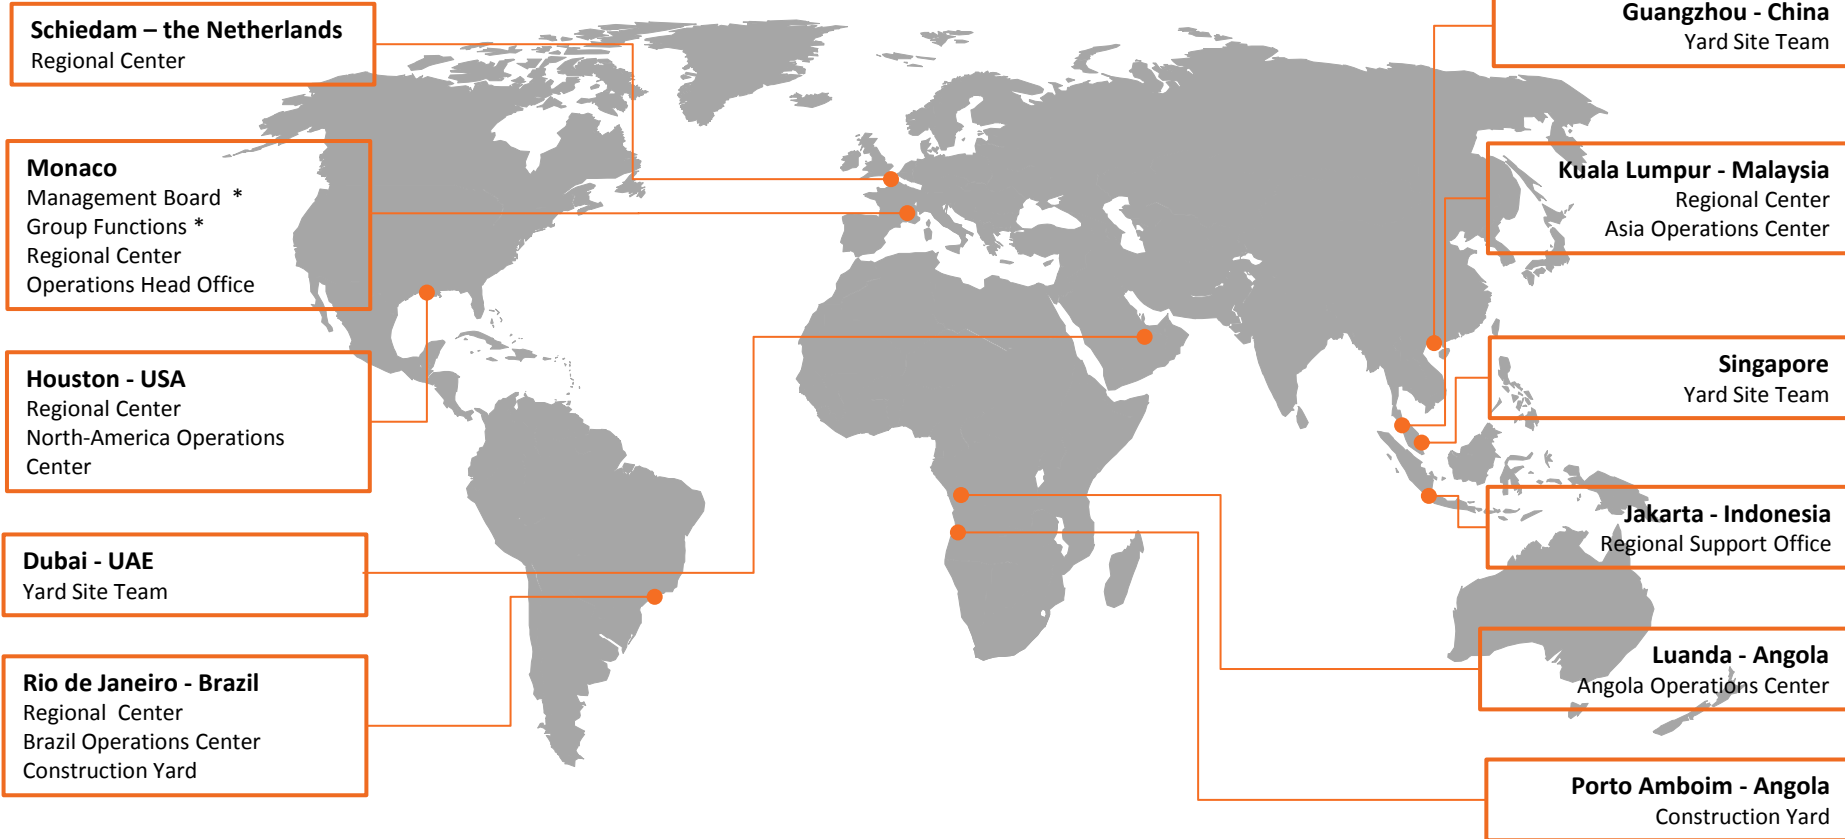 Schiedam – the Netherlands
Regional Center
Monaco
Management Board  *
Group Functions *
Regional Center
Operations Head Office
Houston - USA
Regional Center
North-America Operations
Center
Dubai - UAE
Yard Site Team
Rio de Janeiro - Brazil
Regional  Center
Brazil Operations Center
Construction Yard
Guangzhou - China
Yard Site Team
Kuala Lumpur - Malaysia
Regional Center
Asia Operations Center
Singapore
Yard Site Team
Jakarta - Indonesia
Regional Support Office
Luanda - Angola
Angola Operations Center
Porto Amboim - Angola
Construction Yard